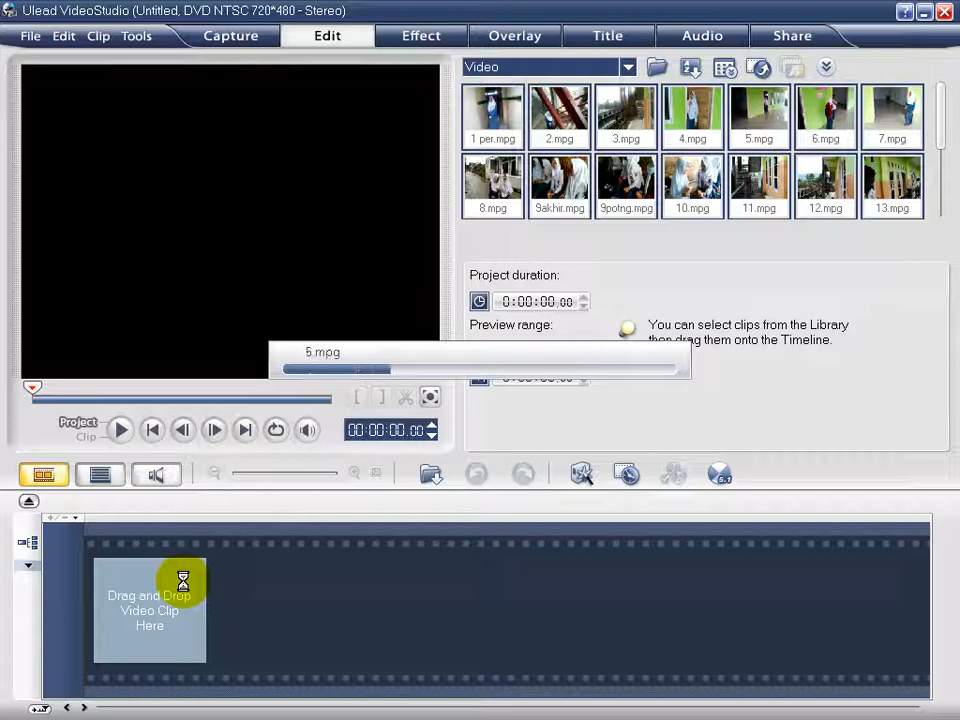 Ulead VideoStudio (Untitled, DVD NTSC 720*480 - Stereo)
File Edit Clip Tools Capture Edit Effect Overlay Title Audio Share
Video
1 per.mpg 2.mpg 3.mpg 4.mpg 5.mpg 6.mpg 7.mpg
8.mpg 9akhir.mpg 9potng.mpg 10.mpg 11.mpg 12.mpg 13.mpg
Project duration:
0:00:00.00
Preview range:
You can select clips from the Library
then drag them onto the Timeline.
5.mpg
Project
Clip
00:00:00.00
5.1
Drag and Drop
Video Clip
Here